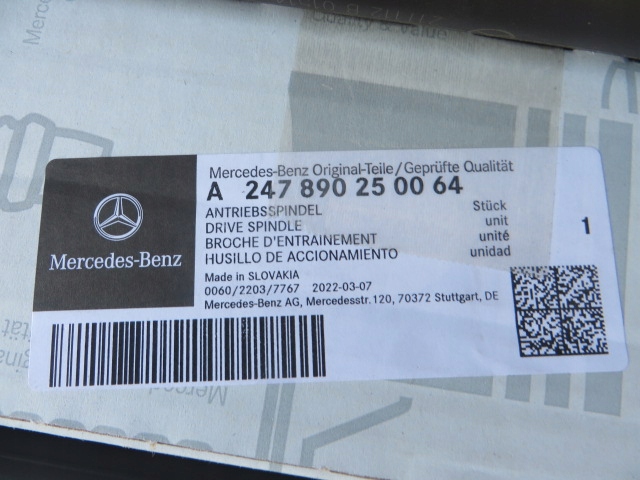 Quality & Value
Mercedes-Benz Original-Teile/Geprüfte Qualität
A 247 890 25 00 64
ANTRIEBSSPINDEL Stück
DRIVE SPINDLE unit
BROCHE D'ENTRAINEMENT unité
HUSILLO DE ACCIONAMIENTO unidad
1
Made in SLOVAKIA
0060/2203/7767 2022-03-07
Mercedes-Benz AG, Mercedesstr.120, 70372 Stuttgart, DE
Mercedes-Benz